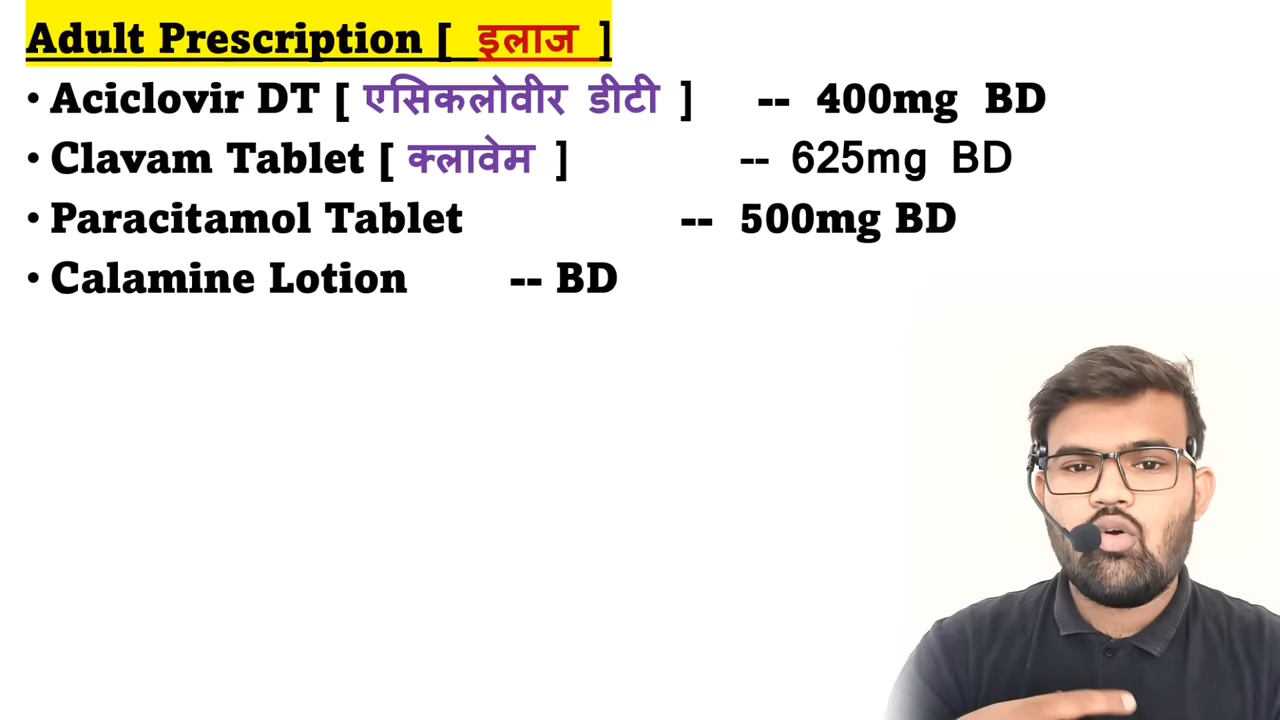 Adult Prescription [ इलाज ]
• Aciclovir DT [ एसिकलोवीर डीटी ] -- 400mg BD
• Clavam Tablet [ क्लावेम ] -- 625mg BD
• Paracitamol Tablet -- 500mg BD
• Calamine Lotion -- BD